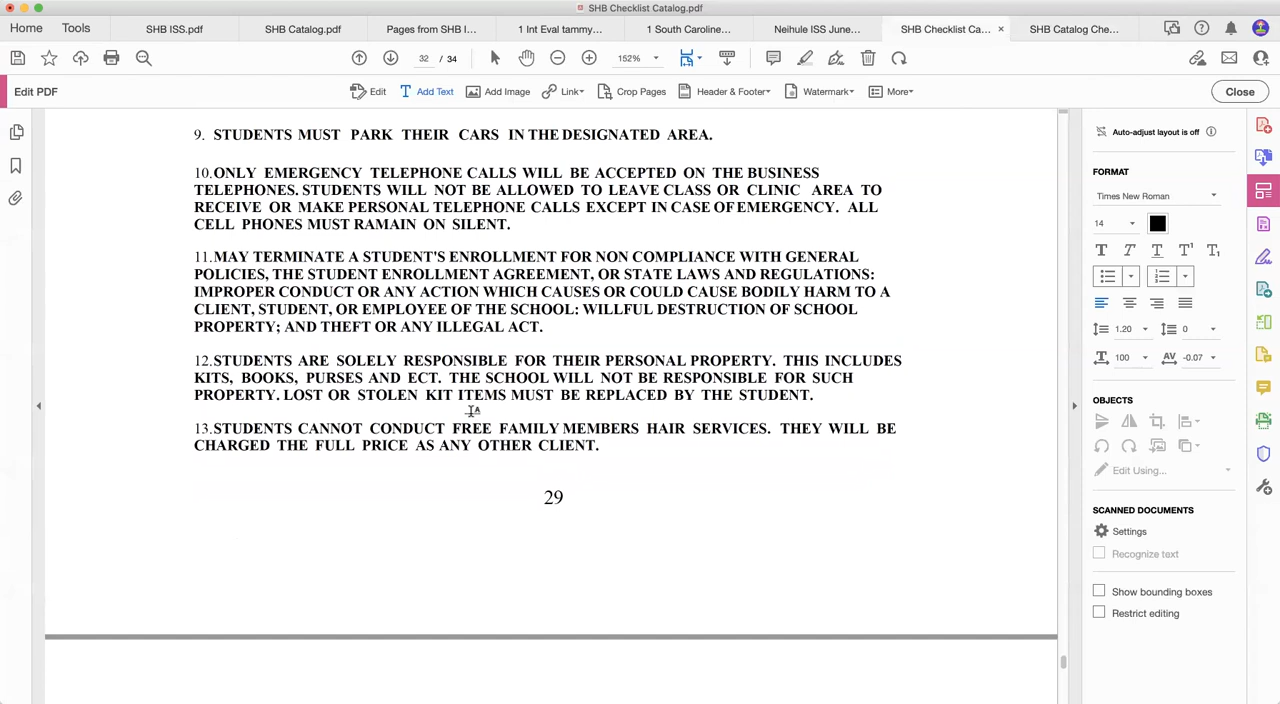 SHB Checklist Catalog.pdf
Home Tools SHB ISS.pdf SHB Catalog.pdf Pages from SHB I... 1 Int Eval tammy... 1 South Caroline... Neihule ISS June... SHB Checklist Ca... × SHB Catalog Che...
32 / 34 152%
Edit PDF Edit Add Text Add Image Link Crop Pages Header & Footer Watermark More Close
9. STUDENTS MUST PARK THEIR CARS IN THE DESIGNATED AREA.
10.ONLY EMERGENCY TELEPHONE CALLS WILL BE ACCEPTED ON THE BUSINESS
TELEPHONES. STUDENTS WILL NOT BE ALLOWED TO LEAVE CLASS OR CLINIC AREA TO
RECEIVE OR MAKE PERSONAL TELEPHONE CALLS EXCEPT IN CASE OF EMERGENCY. ALL
CELL PHONES MUST RAMAIN ON SILENT.
11.MAY TERMINATE A STUDENT'S ENROLLMENT FOR NON COMPLIANCE WITH GENERAL
POLICIES, THE STUDENT ENROLLMENT AGREEMENT, OR STATE LAWS AND REGULATIONS:
IMPROPER CONDUCT OR ANY ACTION WHICH CAUSES OR COULD CAUSE BODILY HARM TO A
CLIENT, STUDENT, OR EMPLOYEE OF THE SCHOOL: WILLFUL DESTRUCTION OF SCHOOL
PROPERTY; AND THEFT OR ANY ILLEGAL ACT.
12.STUDENTS ARE SOLELY RESPONSIBLE FOR THEIR PERSONAL PROPERTY. THIS INCLUDES
KITS, BOOKS, PURSES AND ECT. THE SCHOOL WILL NOT BE RESPONSIBLE FOR SUCH
PROPERTY. LOST OR STOLEN KIT ITEMS MUST BE REPLACED BY THE STUDENT.
13.STUDENTS CANNOT CONDUCT FREE FAMILY MEMBERS HAIR SERVICES. THEY WILL BE
CHARGED THE FULL PRICE AS ANY OTHER CLIENT.
29
Auto-adjust layout is off
FORMAT
Times New Roman
14
T T T T¹ T₁
1.20 0
100 AV -0.07
OBJECTS
Edit Using...
SCANNED DOCUMENTS
Settings
Recognize text
Show bounding boxes
Restrict editing